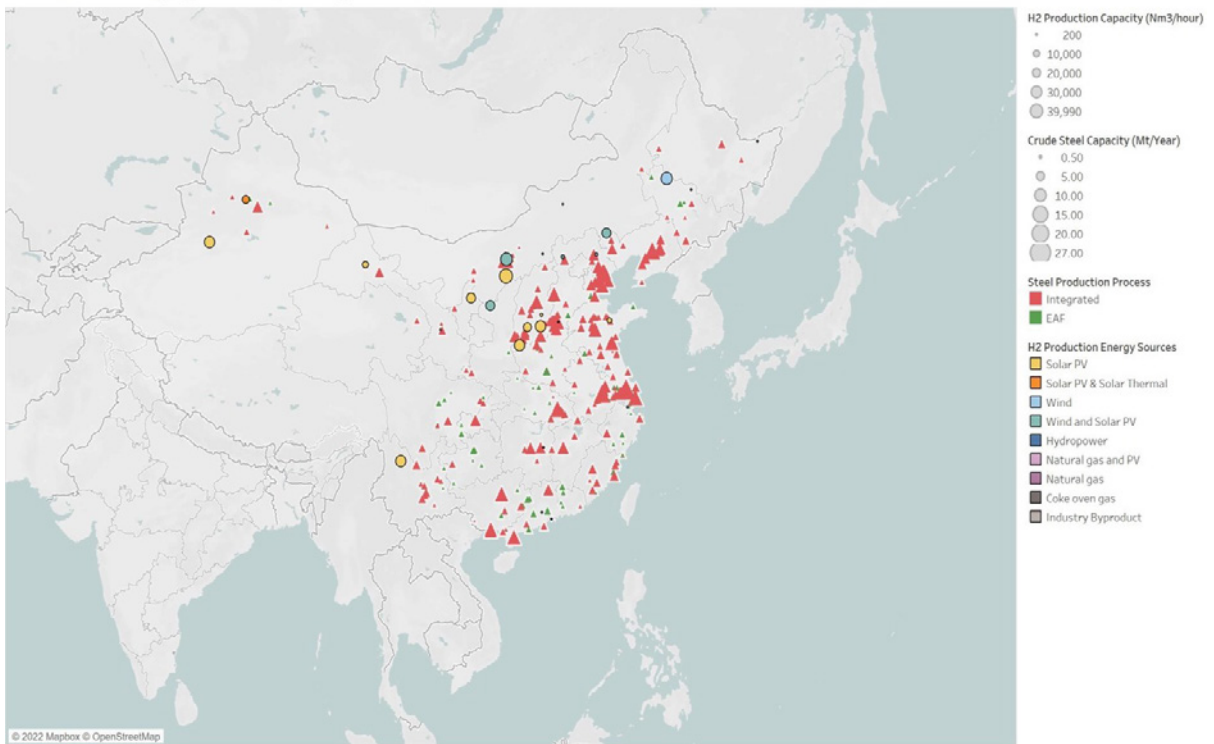 H2 Production Capacity (Nm3/hour)
200
10,000
20,000
30,000
39,990
Crude Steel Capacity (Mt/Year)
0.50
5.00
10.00
15.00
20.00
27.00
Steel Production Process
Integrated
EAF
H2 Production Energy Sources
Solar PV
Solar PV & Solar Thermal
Wind
Wind and Solar PV
Hydropower
Natural gas and PV
Natural gas
Coke oven gas
Industry Byproduct
© 2022 Mapbox © OpenStreetMap